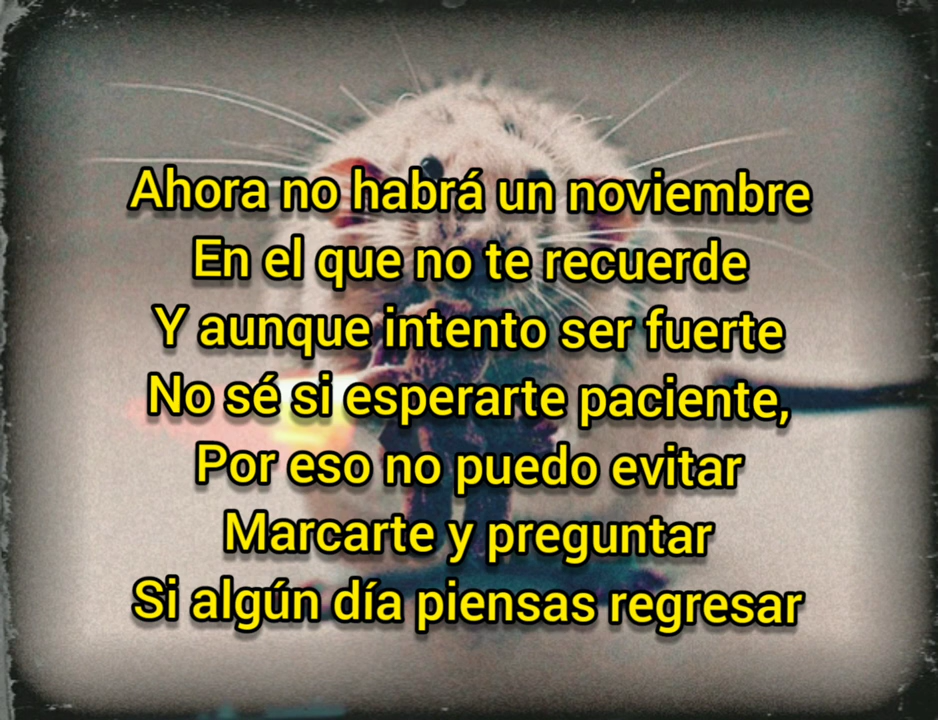 Ahora no habrá un noviembre
En el que no te recuerde
Y aunque intento ser fuerte
No sé si esperarte paciente,
Por eso no puedo evitar
Marcarte y preguntar
Si algún día piensas regresar